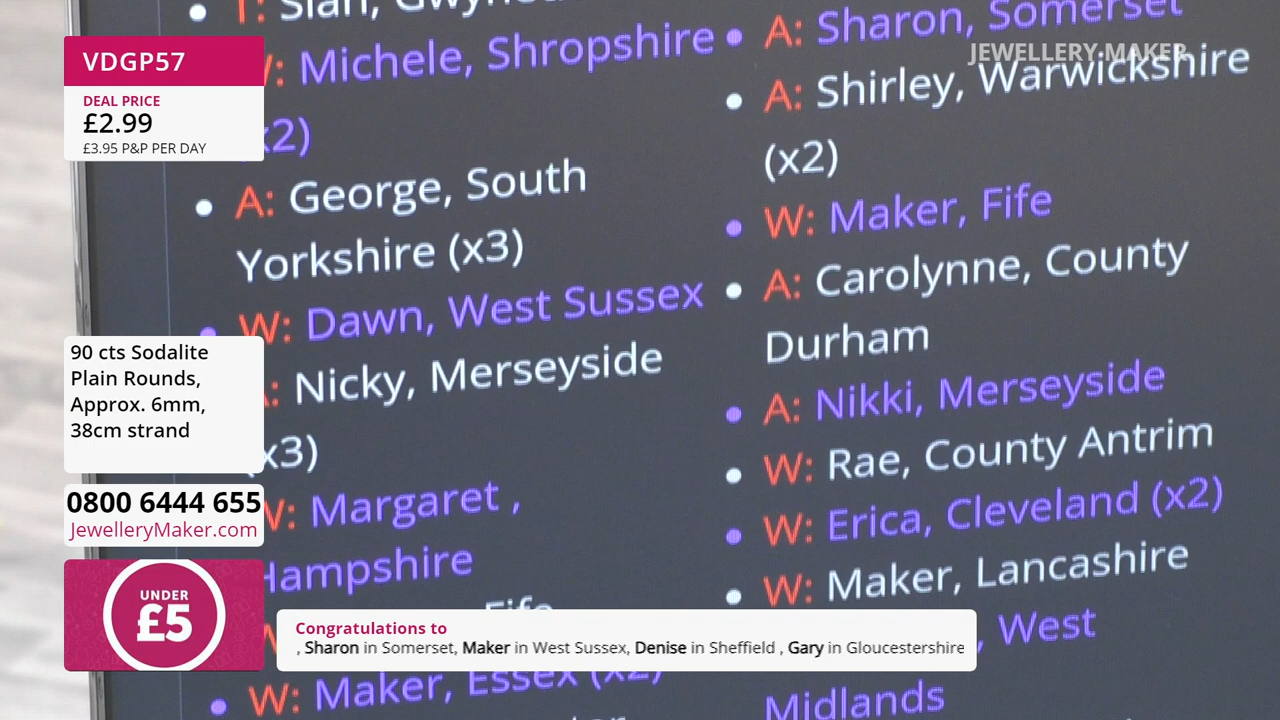 T: Sian,
Michele, Shropshire
x2)
A: George, South
Yorkshire (x3)
W: Dawn, West Sussex
Nicky, Merseyside
x3)
W: Margaret ,
Hampshire
Fife
W: Maker, Essex (x2)
A: Sharon, Somerset
A: Shirley, Warwickshire
(x2)
W: Maker, Fife
A: Carolynne, County
Durham
A: Nikki, Merseyside
W: Rae, County Antrim
W: Erica, Cleveland (x2)
W: Maker, Lancashire
, West
Midlands
JEWELLERY MAKER
VDGP57
DEAL PRICE
£2.99
£3.95 P&P PER DAY
90 cts Sodalite
Plain Rounds,
Approx. 6mm,
38cm strand
0800 6444 655
JewelleryMaker.com
UNDER
£5
Congratulations to
, Sharon in Somerset, Maker in West Sussex, Denise in Sheffield , Gary in Gloucestershire